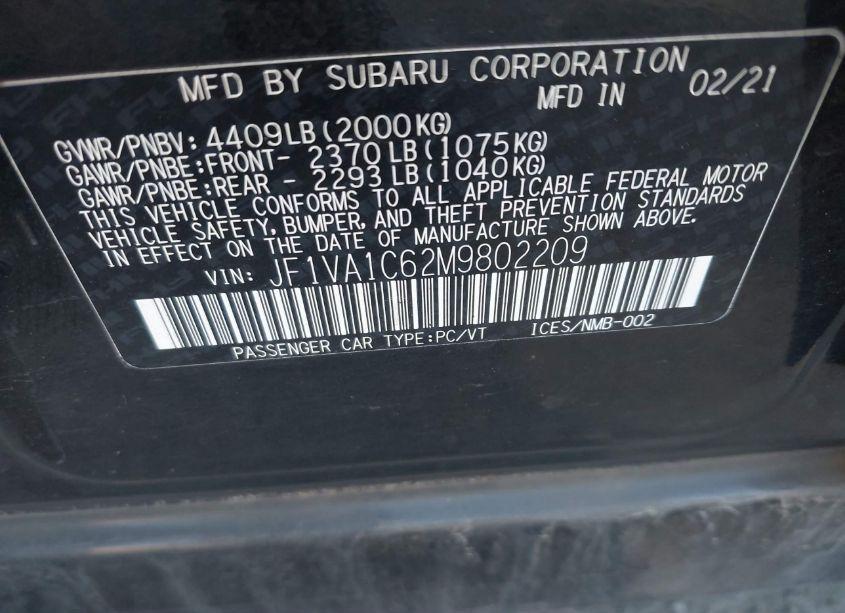 MFD BY SUBARU CORPORATION
MFD IN 02/21
GVWR/PNBV: 4409LB(2000KG)
GAWR/PNBE:FRONT- 2370LB(1075KG)
GAWR/PNBE:REAR - 2293LB(1040KG)
THIS VEHICLE CONFORMS TO ALL APPLICABLE FEDERAL MOTOR
VEHICLE SAFETY, BUMPER, AND THEFT PREVENTION STANDARDS
IN EFFECT ON THE DATE OF MANUFACTURE SHOWN ABOVE.
VIN: JF1VA1C62M9802209
PASSENGER CAR TYPE:PC/VT ICES/NMB-002